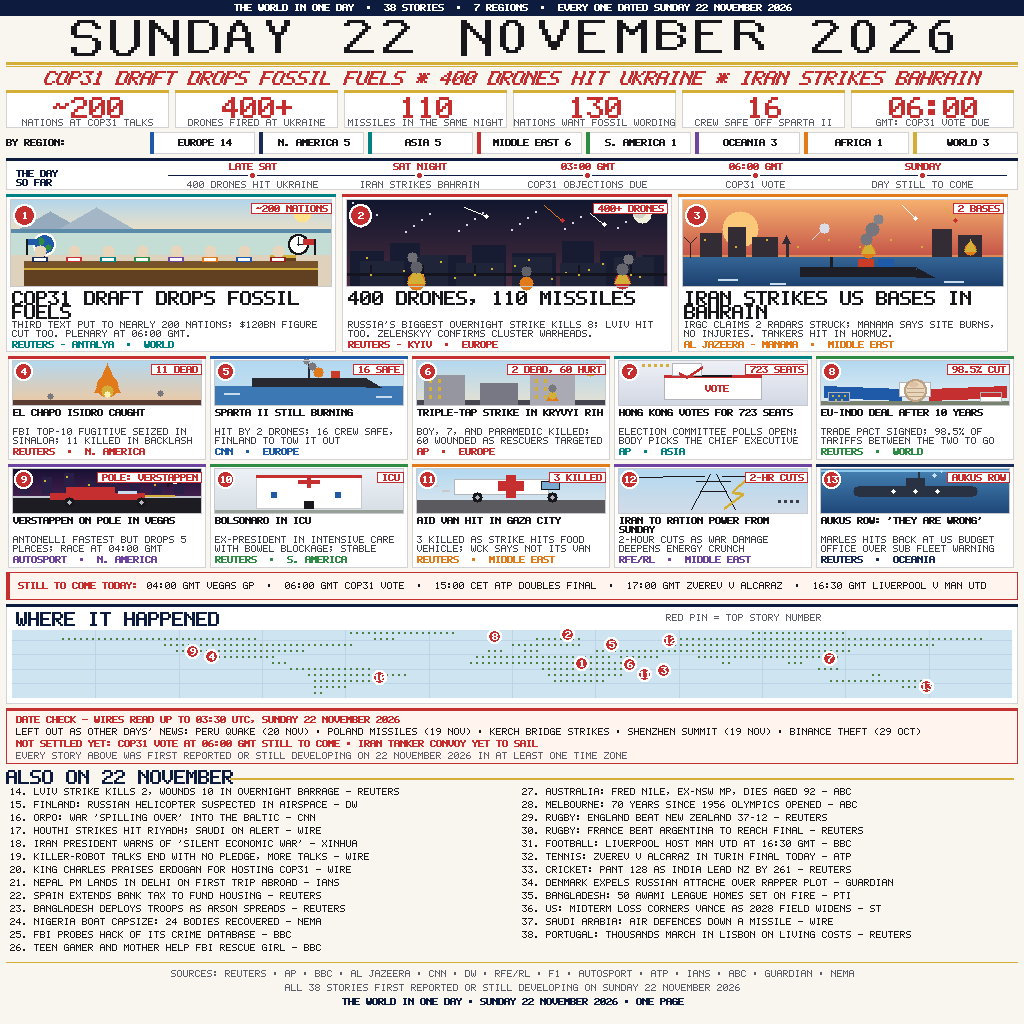 THE WORLD IN ONE DAY • 38 STORIES • 7 REGIONS • EVERY ONE DATED SUNDAY 22 NOVEMBER 2026
SUNDAY 22 NOVEMBER 2026
COP31 DRAFT DROPS FOSSIL FUELS * 400 DRONES HIT UKRAINE * IRAN STRIKES BAHRAIN
~200
NATIONS AT COP31 TALKS
400+
DRONES FIRED AT UKRAINE
110
MISSILES IN THE SAME NIGHT
130
NATIONS WANT FOSSIL WORDING
16
CREW SAFE OFF SPARTA II
06:00
GMT: COP31 VOTE DUE
BY REGION:
EUROPE 14
N. AMERICA 5
ASIA 5
MIDDLE EAST 6
S. AMERICA 1
OCEANIA 3
AFRICA 1
WORLD 3
THE DAY
SO FAR
LATE SAT
400 DRONES HIT UKRAINE
SAT NIGHT
IRAN STRIKES BAHRAIN
03:00 GMT
COP31 OBJECTIONS DUE
06:00 GMT
COP31 VOTE
SUNDAY
DAY STILL TO COME
1
~200 NATIONS
COP31 DRAFT DROPS FOSSIL
FUELS
THIRD TEXT PUT TO NEARLY 200 NATIONS; $120BN FIGURE
CUT TOO. PLENARY AT 06:00 GMT.
REUTERS - ANTALYA • WORLD
2
400+ DRONES
400 DRONES, 110 MISSILES
RUSSIA'S BIGGEST OVERNIGHT STRIKE KILLS 8; LVIV HIT
TOO. ZELENSKYY CONFIRMS CLUSTER WARHEADS.
REUTERS - KYIV • EUROPE
3
2 BASES
IRAN STRIKES US BASES IN
BAHRAIN
IRGC CLAIMS 2 RADARS STRUCK; MANAMA SAYS SITE BURNS,
NO INJURIES. TANKERS HIT IN HORMUZ.
AL JAZEERA - MANAMA • MIDDLE EAST
4
11 DEAD
EL CHAPO ISIDRO CAUGHT
FBI TOP-10 FUGITIVE SEIZED IN
SINALOA; 11 KILLED IN BACKLASH
REUTERS • N. AMERICA
5
16 SAFE
SPARTA II STILL BURNING
HIT BY 2 DRONES; 16 CREW SAFE,
FINLAND TO TOW IT OUT
CNN • EUROPE
6
2 DEAD, 60 HURT
TRIPLE-TAP STRIKE IN KRYVYI RIH
BOY, 7, AND PARAMEDIC KILLED;
60 WOUNDED AS RESCUERS TARGETED
AP • EUROPE
7
723 SEATS
VOTE
HONG KONG VOTES FOR 723 SEATS
ELECTION COMMITTEE POLLS OPEN;
BODY PICKS THE CHIEF EXECUTIVE
AP • ASIA
8
98.5% CUT
EU-INDO DEAL AFTER 10 YEARS
TRADE PACT SIGNED; 98.5% OF
TARIFFS BETWEEN THE TWO TO GO
REUTERS • WORLD
9
POLE: VERSTAPPEN
VERSTAPPEN ON POLE IN VEGAS
ANTONELLI FASTEST BUT DROPS 5
PLACES; RACE AT 04:00 GMT
AUTOSPORT • N. AMERICA
10
ICU
BOLSONARO IN ICU
EX-PRESIDENT IN INTENSIVE CARE
WITH BOWEL BLOCKAGE; STABLE
REUTERS • S. AMERICA
11
3 KILLED
AID VAN HIT IN GAZA CITY
3 KILLED AS STRIKE HITS FOOD
VEHICLE; WCK SAYS NOT ITS VAN
REUTERS • MIDDLE EAST
12
2-HR CUTS
IRAN TO RATION POWER FROM
SUNDAY
2-HOUR CUTS AS WAR DAMAGE
DEEPENS ENERGY CRUNCH
RFE/RL • MIDDLE EAST
13
AUKUS ROW
AUKUS ROW: 'THEY ARE WRONG'
MARLES HITS BACK AT US BUDGET
OFFICE OVER SUB FLEET WARNING
REUTERS • OCEANIA
STILL TO COME TODAY: 04:00 GMT VEGAS GP • 06:00 GMT COP31 VOTE • 15:00 CET ATP DOUBLES FINAL • 17:00 GMT ZVEREV V ALCARAZ • 16:30 GMT LIVERPOOL V MAN UTD
WHERE IT HAPPENED
RED PIN = TOP STORY NUMBER
8
2
5
12
9
4
1
6
11
3
7
10
13
DATE CHECK - WIRES READ UP TO 03:30 UTC, SUNDAY 22 NOVEMBER 2026
LEFT OUT AS OTHER DAYS' NEWS: PERU QUAKE (20 NOV) • POLAND MISSILES (19 NOV) • KERCH BRIDGE STRIKES • SHENZHEN SUMMIT (19 NOV) • BINANCE THEFT (29 OCT)
NOT SETTLED YET: COP31 VOTE AT 06:00 GMT STILL TO COME • IRAN TANKER CONVOY YET TO SAIL
EVERY STORY ABOVE WAS FIRST REPORTED OR STILL DEVELOPING ON 22 NOVEMBER 2026 IN AT LEAST ONE TIME ZONE
ALSO ON 22 NOVEMBER
14. LVIV STRIKE KILLS 2, WOUNDS 10 IN OVERNIGHT BARRAGE - REUTERS
15. FINLAND: RUSSIAN HELICOPTER SUSPECTED IN AIRSPACE - DW
16. ORPO: WAR 'SPILLING OVER' INTO THE BALTIC - CNN
17. HOUTHI STRIKES HIT RIYADH; SAUDI ON ALERT - WIRE
18. IRAN PRESIDENT WARNS OF 'SILENT ECONOMIC WAR' - XINHUA
19. KILLER-ROBOT TALKS END WITH NO PLEDGE, MORE TALKS - WIRE
20. KING CHARLES PRAISES ERDOGAN FOR HOSTING COP31 - WIRE
21. NEPAL PM LANDS IN DELHI ON FIRST TRIP ABROAD - IANS
22. SPAIN EXTENDS BANK TAX TO FUND HOUSING - REUTERS
23. BANGLADESH DEPLOYS TROOPS AS ARSON SPREADS - REUTERS
24. NIGERIA BOAT CAPSIZE: 24 BODIES RECOVERED - NEMA
25. FBI PROBES HACK OF ITS CRIME DATABASE - BBC
26. TEEN GAMER AND MOTHER HELP FBI RESCUE GIRL - BBC
27. AUSTRALIA: FRED NILE, EX-NSW MP, DIES AGED 92 - ABC
28. MELBOURNE: 70 YEARS SINCE 1956 OLYMPICS OPENED - ABC
29. RUGBY: ENGLAND BEAT NEW ZEALAND 37-12 - REUTERS
30. RUGBY: FRANCE BEAT ARGENTINA TO REACH FINAL - REUTERS
31. FOOTBALL: LIVERPOOL HOST MAN UTD AT 16:30 GMT - BBC
32. TENNIS: ZVEREV V ALCARAZ IN TURIN FINAL TODAY - ATP
33. CRICKET: PANT 128 AS INDIA LEAD NZ BY 261 - REUTERS
34. DENMARK EXPELS RUSSIAN ATTACHE OVER RAPPER PLOT - GUARDIAN
35. BANGLADESH: 50 AWAMI LEAGUE HOMES SET ON FIRE - PTI
36. US: MIDTERM LOSS CORNERS VANCE AS 2028 FIELD WIDENS - ST
37. SAUDI ARABIA: AIR DEFENCES DOWN A MISSILE - WIRE
38. PORTUGAL: THOUSANDS MARCH IN LISBON ON LIVING COSTS - REUTERS
SOURCES: REUTERS • AP • BBC • AL JAZEERA • CNN • DW • RFE/RL • F1 • AUTOSPORT • ATP • IANS • ABC • GUARDIAN • NEMA
ALL 38 STORIES FIRST REPORTED OR STILL DEVELOPING ON SUNDAY 22 NOVEMBER 2026
THE WORLD IN ONE DAY • SUNDAY 22 NOVEMBER 2026 • ONE PAGE